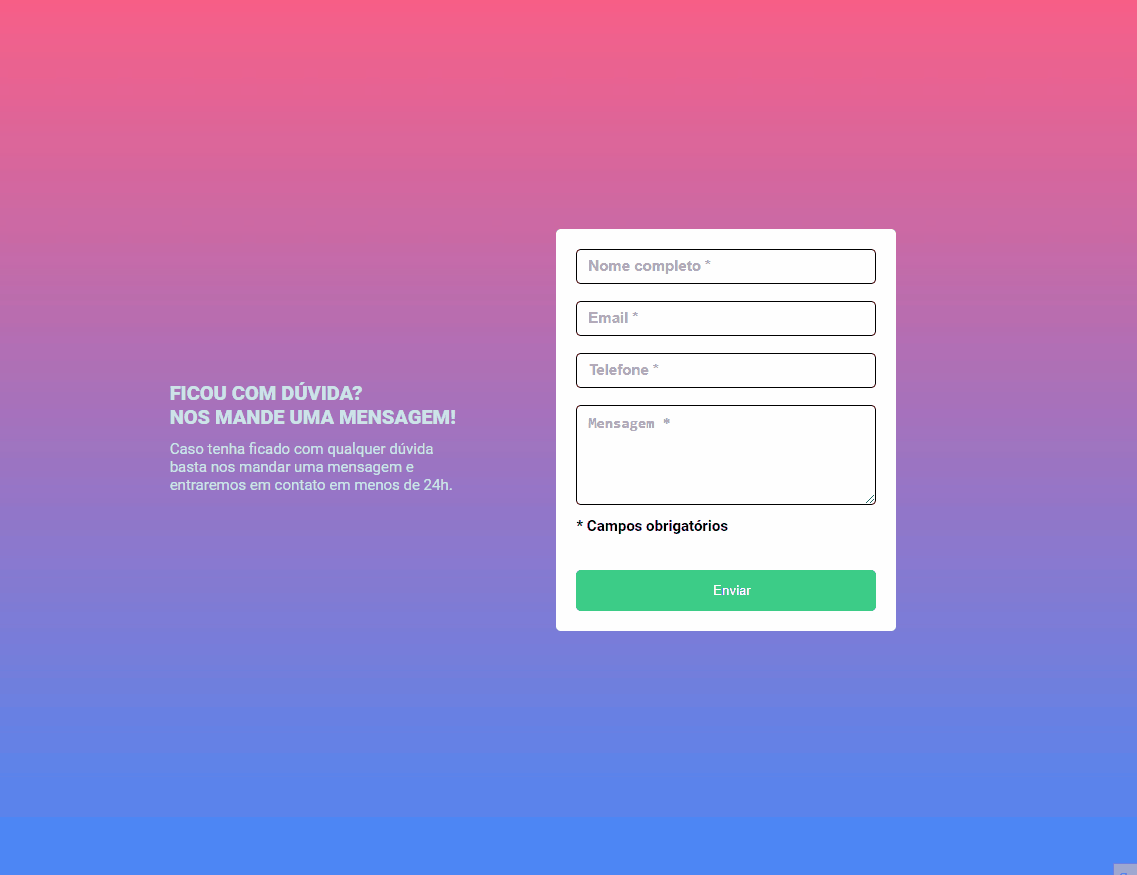 FICOU COM DÚVIDA?
NOS MANDE UMA MENSAGEM!
Caso tenha ficado com qualquer dúvida
basta nos mandar uma mensagem e
entraremos em contato em menos de 24h.
Nome completo *
Email *
Telefone *
Mensagem *
* Campos obrigatórios
Enviar